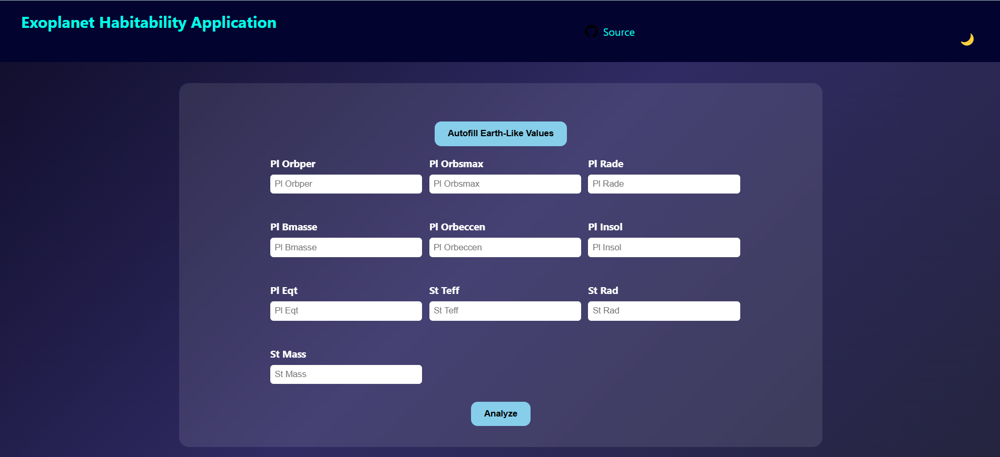 Exoplanet Habitability Application
Source
Autofill Earth-Like Values
Pl Orbper
Pl Orbsmax
Pl Rade
Pl Orbper
Pl Orbsmax
Pl Rade
Pl Bmasse
Pl Orbeccen
Pl Insol
Pl Bmasse
Pl Orbeccen
Pl Insol
Pl Eqt
St Teff
St Rad
Pl Eqt
St Teff
St Rad
St Mass
St Mass
Analyze